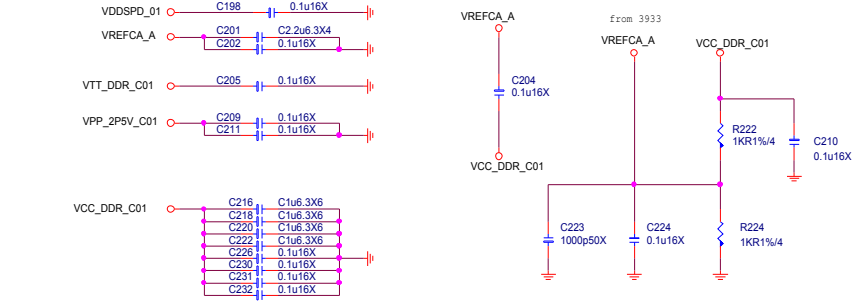 VDDSPD_01 C198 0.1u16X
VREFCA_A C201 C2.2u6.3X4
C202 0.1u16X
VTT_DDR_C01 C205 0.1u16X
VPP_2P5V_C01 C209 0.1u16X
C211 0.1u16X
VCC_DDR_C01 C216 C1u6.3X6
C218 C1u6.3X6
C220 C1u6.3X6
C222 C1u6.3X6
C226 0.1u16X
C230 0.1u16X
C231 0.1u16X
C232 0.1u16X
VREFCA_A
C204
0.1u16X
VCC_DDR_C01
from 3933
VREFCA_A
VCC_DDR_C01
R222
1KR1%/4
C210
0.1u16X
C223
1000p50X
C224
0.1u16X
R224
1KR1%/4